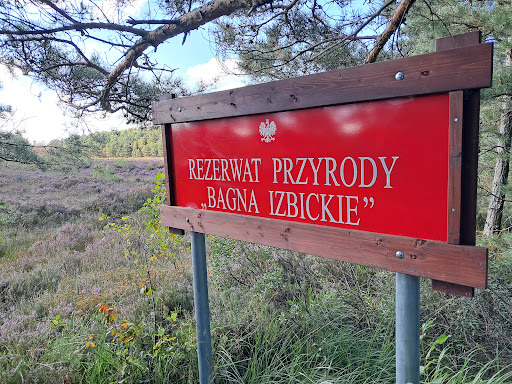 REZERWAT PRZYRODY
„BAGNA IZBICKIE”